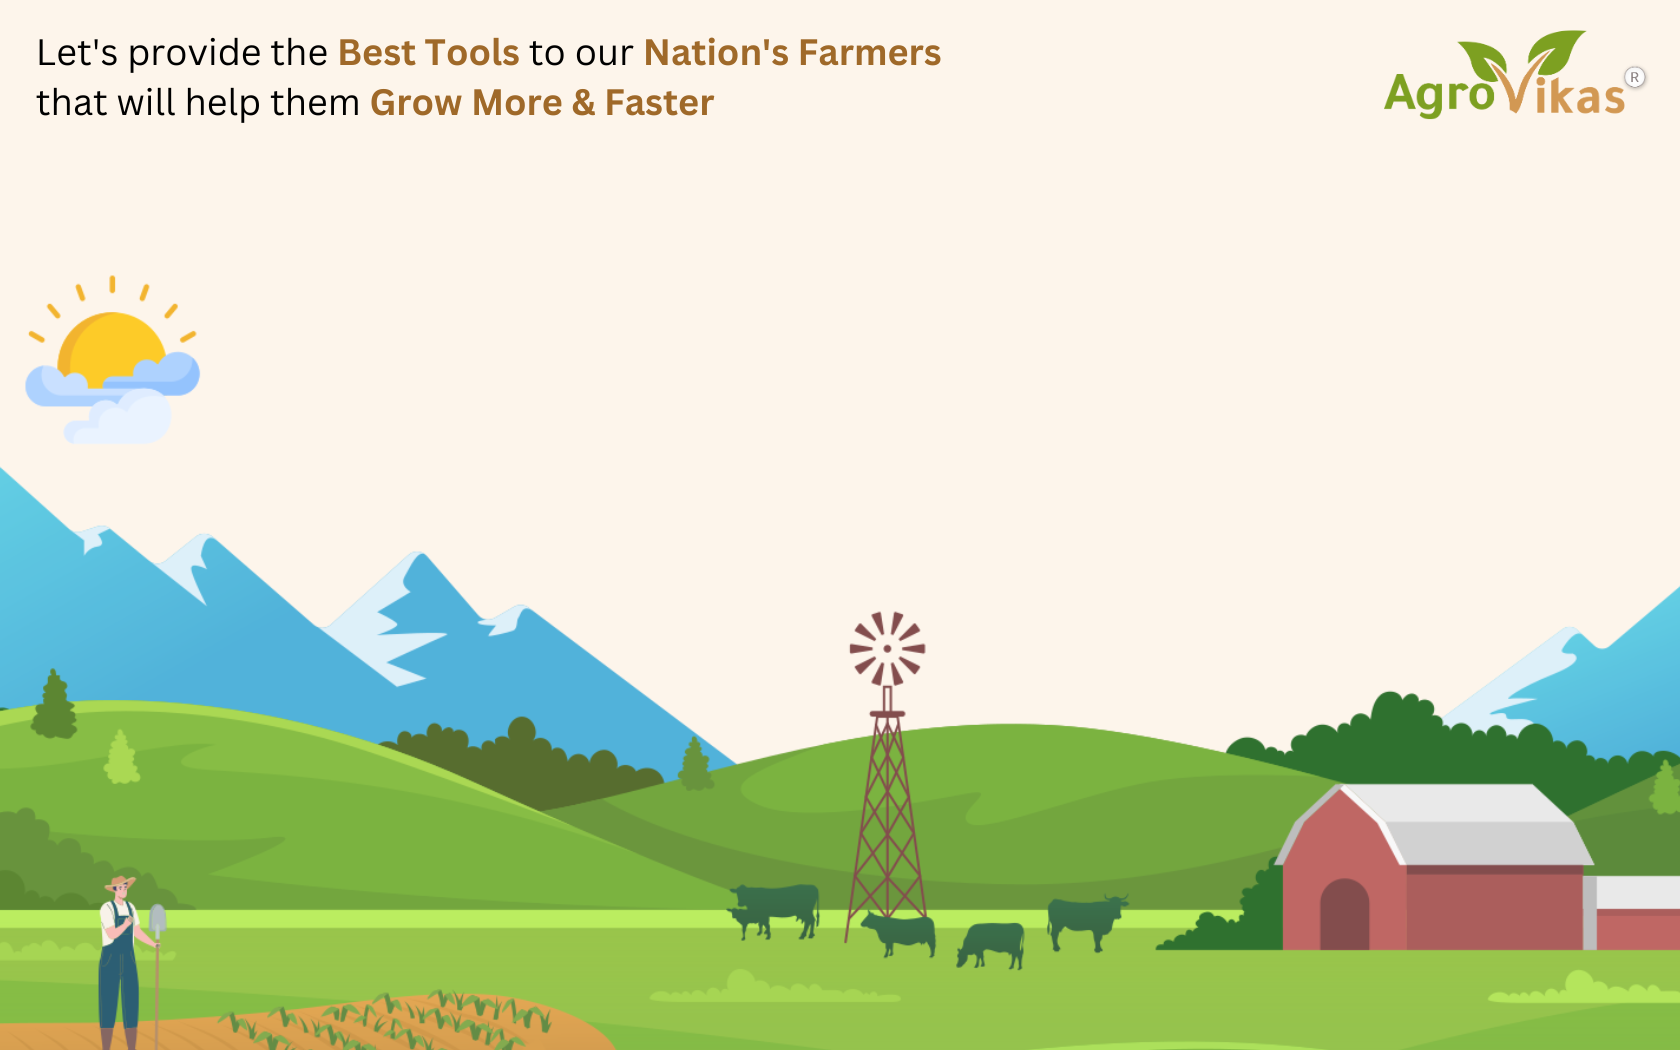 Let's provide the Best Tools to our Nation's Farmers
that will help them Grow More & Faster
AgroVikas ®